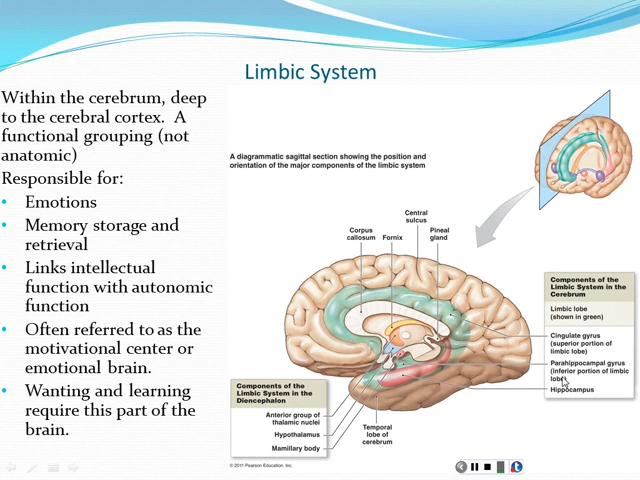 Limbic System
Within the cerebrum, deep
to the cerebral cortex.  A
functional grouping (not
anatomic)
Responsible for:
• Emotions
• Memory storage and
retrieval
• Links intellectual
function with autonomic
function
• Often referred to as the
motivational center or
emotional brain.
• Wanting and learning
require this part of the
brain.
A diagrammatic sagittal section showing the position and
orientation of the major components of the limbic system
Corpus
callosum
Fornix
Central
sulcus
Pineal
gland
Components of the
Limbic System in the
Cerebrum
Limbic lobe
(shown in green)
Cingulate gyrus
(superior portion of
limbic lobe)
Parahippocampal gyrus
(inferior portion of limbic
lobe)
Hippocampus
Components of the
Limbic System in the
Diencephalon
Anterior group of
thalamic nuclei
Hypothalamus
Mamillary body
Temporal
lobe of
cerebrum
© 2011 Pearson Education, Inc.